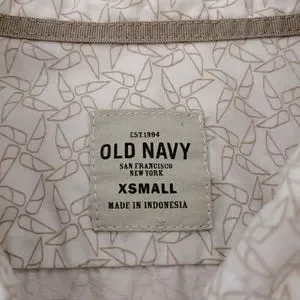 EST. 1994
OLD NAVY
SAN FRANCISCO
NEW YORK
XSMALL
MADE IN INDONESIA